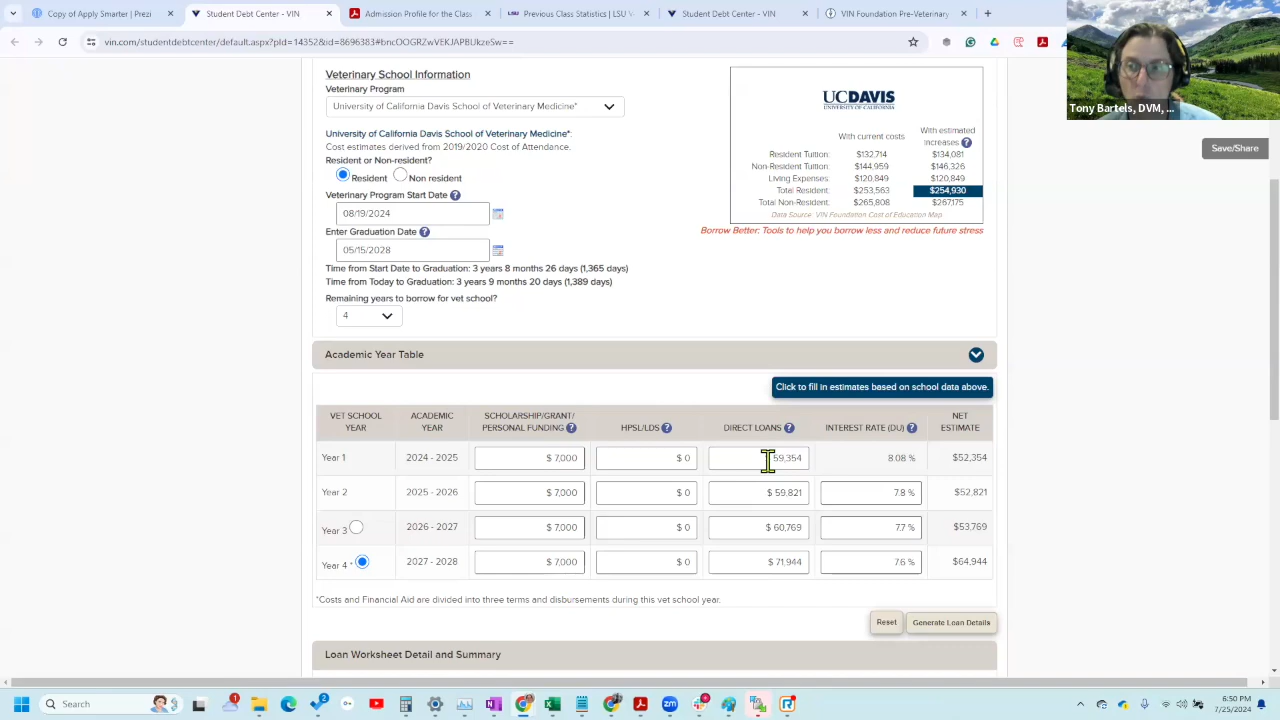 Copy of Apply Smarter | Prezi
Student Debt Center - VIN
Admission Profile for the Class
Previous Statistics | LSU V
Student Debt Center - VIN
VIN Foundation Pre-Veterinary
Tony Bartels, DVM, ...
Save/Share
Veterinary School Information
Veterinary Program
University of California Davis School of Veterinary Medicine*
University of California Davis School of Veterinary Medicine*:
Cost estimates derived from 2019/2020 Cost of Attendance.
Resident or Non-resident?
Resident Non resident
Veterinary Program Start Date ?
08/19/2024
Enter Graduation Date ?
05/15/2028
Time from Start Date to Graduation: 3 years 8 months 26 days (1,365 days)
Time from Today to Graduation: 3 years 9 months 20 days (1,389 days)
Remaining years to borrow for vet school?
4
UCDAVIS
UNIVERSITY OF CALIFORNIA
With current costs With estimated increases ?
Resident Tuition: $132,714 $134,081
Non-Resident Tuition: $144,959 $146,326
Living Expenses: $120,849 $120,849
Total Resident: $253,563 $254,930
Total Non-Resident: $265,808 $267,175
Data Source: VIN Foundation Cost of Education Map
Borrow Better: Tools to help you borrow less and reduce future stress
Academic Year Table
Click to fill in estimates based on school data above.
VET SCHOOL YEAR ACADEMIC YEAR SCHOLARSHIP/GRANT/ PERSONAL FUNDING ? HPSL/LDS ? DIRECT LOANS ? INTEREST RATE (DU) ? NET ESTIMATE
Year 1 2024 - 2025 $ 7,000 $ 0 59,354 8.08 % $52,354
Year 2 2025 - 2026 $ 7,000 $ 0 $ 59,821 7.8 % $52,821
Year 3 2026 - 2027 $ 7,000 $ 0 $ 60,769 7.7 % $53,769
Year 4 * 2027 - 2028 $ 7,000 $ 0 $ 71,944 7.6 % $64,944
*Costs and Financial Aid are divided into three terms and disbursements during this vet school year.
Reset Generate Loan Details
Loan Worksheet Detail and Summary
Search
6:50 PM
7/25/2024